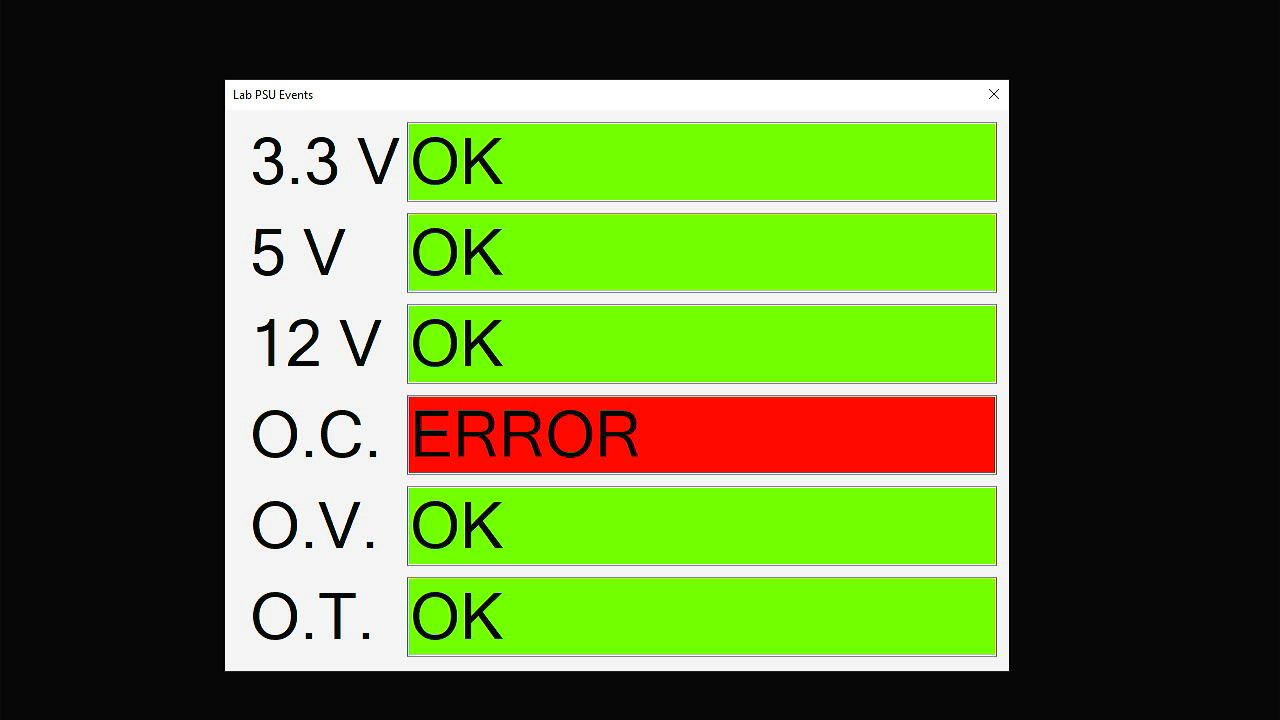 Lab PSU Events
3.3 V OK
5 V OK
12 V OK
O.C. ERROR
O.V. OK
O.T. OK